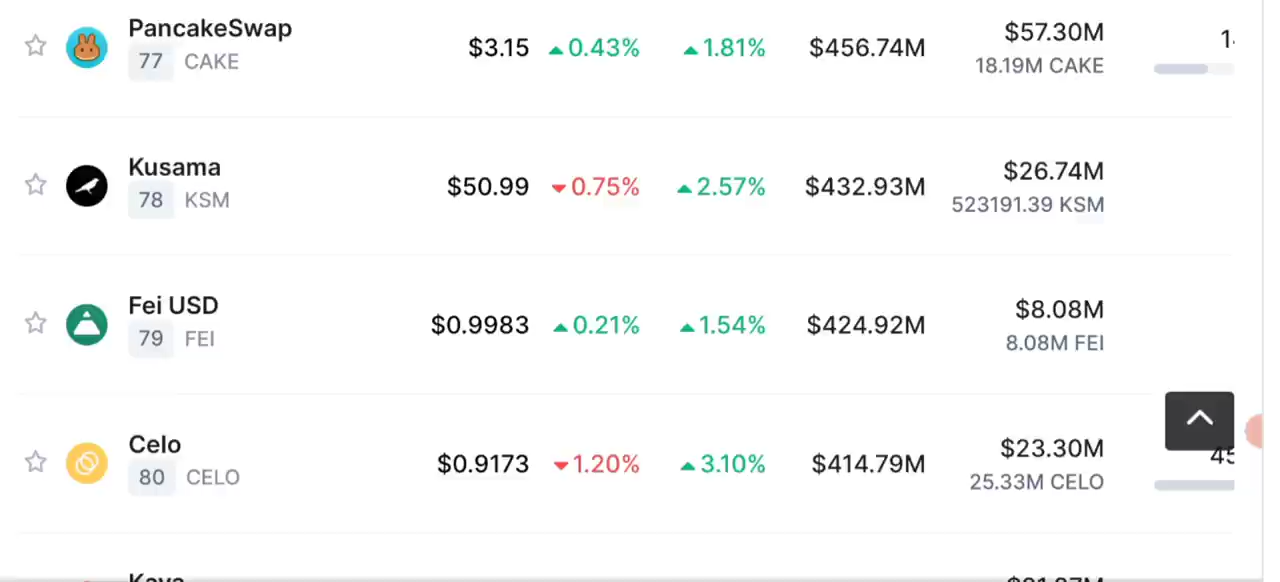 PancakeSwap
77 CAKE
$3.15 ▲0.43% ▲1.81% $456.74M $57.30M
18.19M CAKE
Kusama
78 KSM
$50.99 ▼0.75% ▲2.57% $432.93M $26.74M
523191.39 KSM
Fei USD
79 FEI
$0.9983 ▲0.21% ▲1.54% $424.92M $8.08M
8.08M FEI
Celo
80 CELO
$0.9173 ▼1.20% ▲3.10% $414.79M $23.30M
25.33M CELO